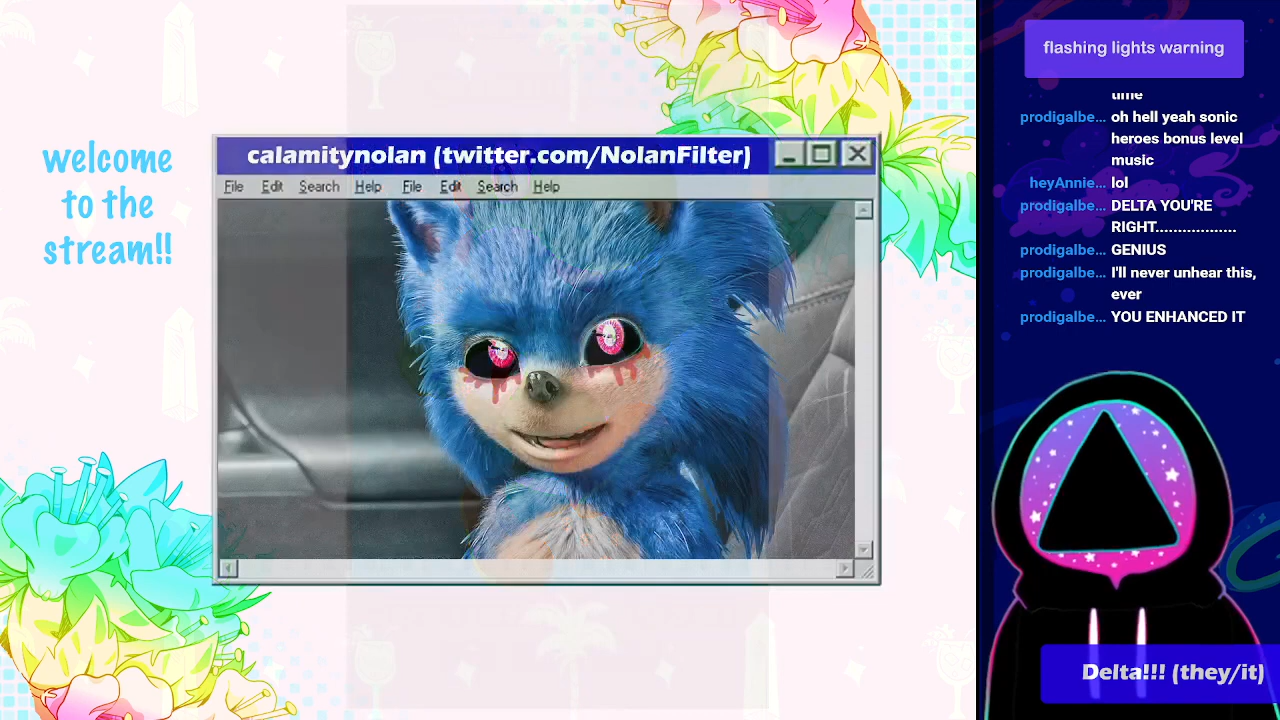 welcome
to the
stream!!
calamitynolan (twitter.com/NolanFilter)
File Edit Search Help File Edit Search Help
flashing lights warning
time
prodigalbe... oh hell yeah sonic
heroes bonus level
music
heyAnnie... lol
prodigalbe... DELTA YOU'RE
RIGHT..................
prodigalbe... GENIUS
prodigalbe... I'll never unhear this,
ever
prodigalbe... YOU ENHANCED IT
Delta!!! (they/it)